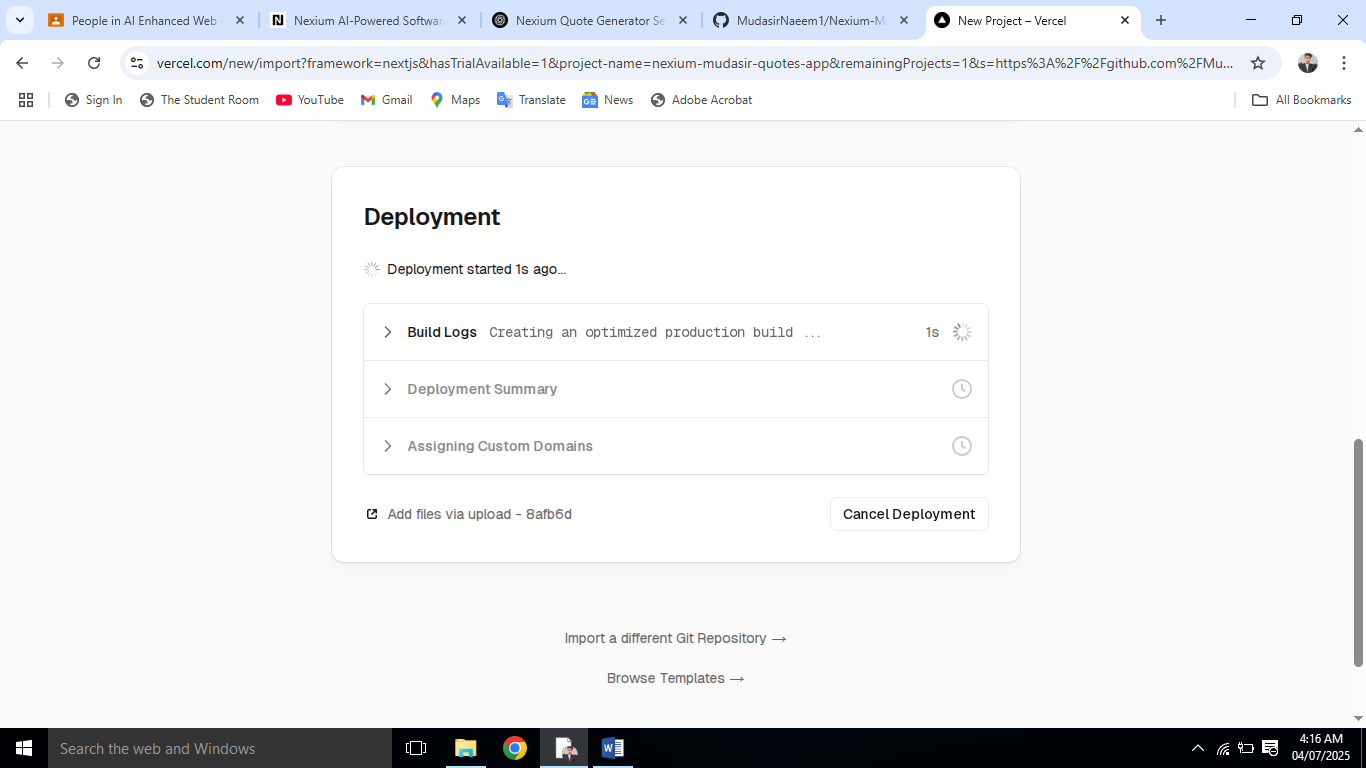 People in AI Enhanced Web
Nexium AI-Powered Softwar
Nexium Quote Generator Se
MudasirNaeem1/Nexium-M
New Project – Vercel
vercel.com/new/import?framework=nextjs&hasTrialAvailable=1&project-name=nexium-mudasir-quotes-app&remainingProjects=1&s=https%3A%2F%2Fgithub.com%2FMu...
Sign In
The Student Room
YouTube
Gmail
Maps
Translate
News
Adobe Acrobat
All Bookmarks
Deployment
Deployment started 1s ago...
Build Logs Creating an optimized production build ... 1s
Deployment Summary
Assigning Custom Domains
Add files via upload - 8afb6d
Cancel Deployment
Import a different Git Repository →
Browse Templates →
Search the web and Windows
4:16 AM
04/07/2025